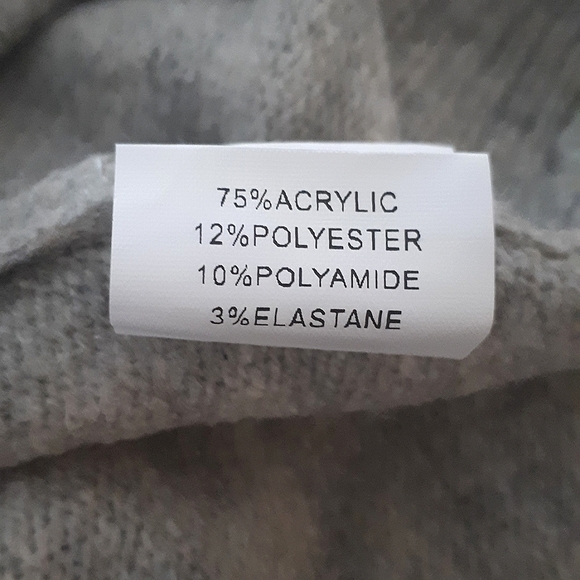 75%ACRYLIC
12%POLYESTER
10%POLYAMIDE
3%ELASTANE